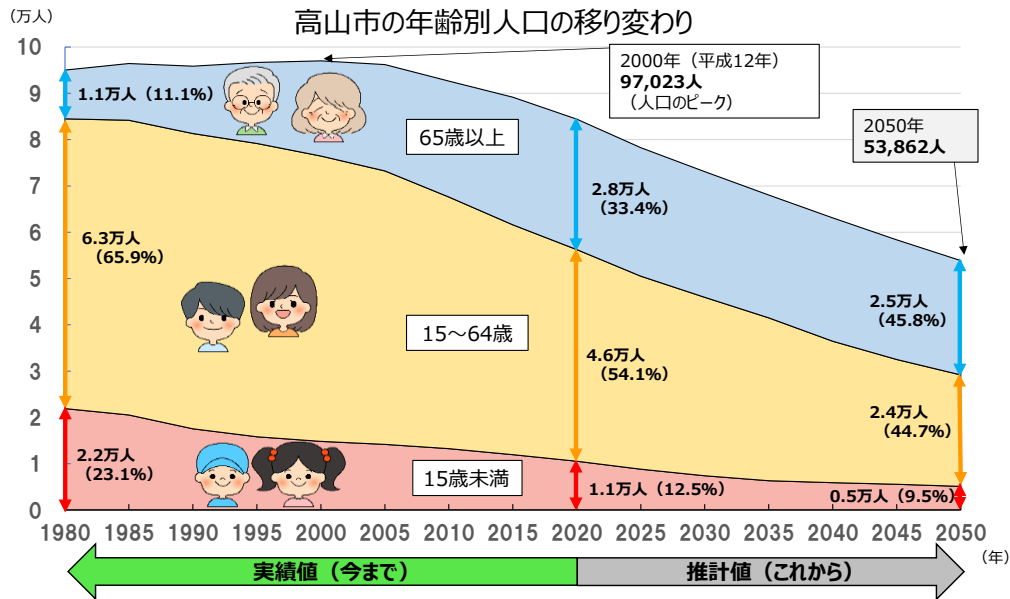 （万人）
高山市の年齢別人口の移り変わり
10
9
8
7
6
5
4
3
2
1
0
2000年（平成12年）
97,023人
（人口のピーク）
2050年
53,862人
1.1万人（11.1%）
65歳以上
2.8万人
（33.4%）
2.5万人
（45.8%）
6.3万人
（65.9%）
15～64歳
4.6万人
（54.1%）
2.4万人
（44.7%）
2.2万人
（23.1%）
15歳未満
1.1万人（12.5%）
0.5万人（9.5%）
1980 1985 1990 1995 2000 2005 2010 2015 2020 2025 2030 2035 2040 2045 2050
（年）
実績値（今まで）
推計値（これから）